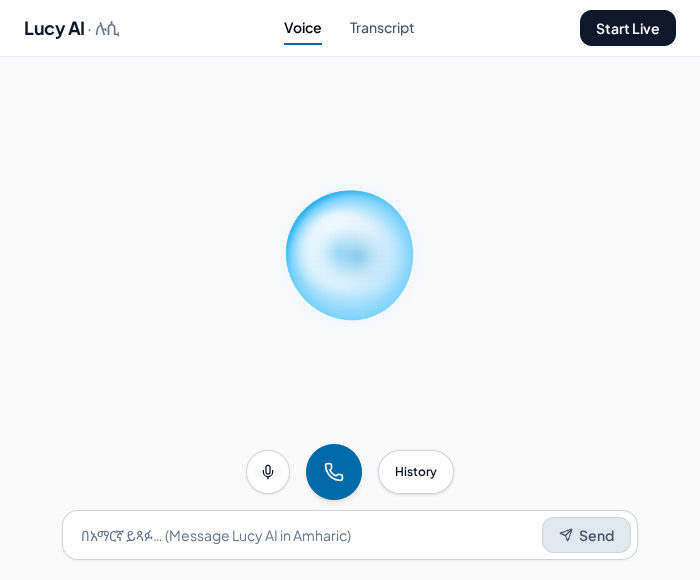 Lucy AI · ሉሲ
Voice
Transcript
Start Live
History
በአማርኛ ይጻፉ... (Message Lucy AI in Amharic)
Send